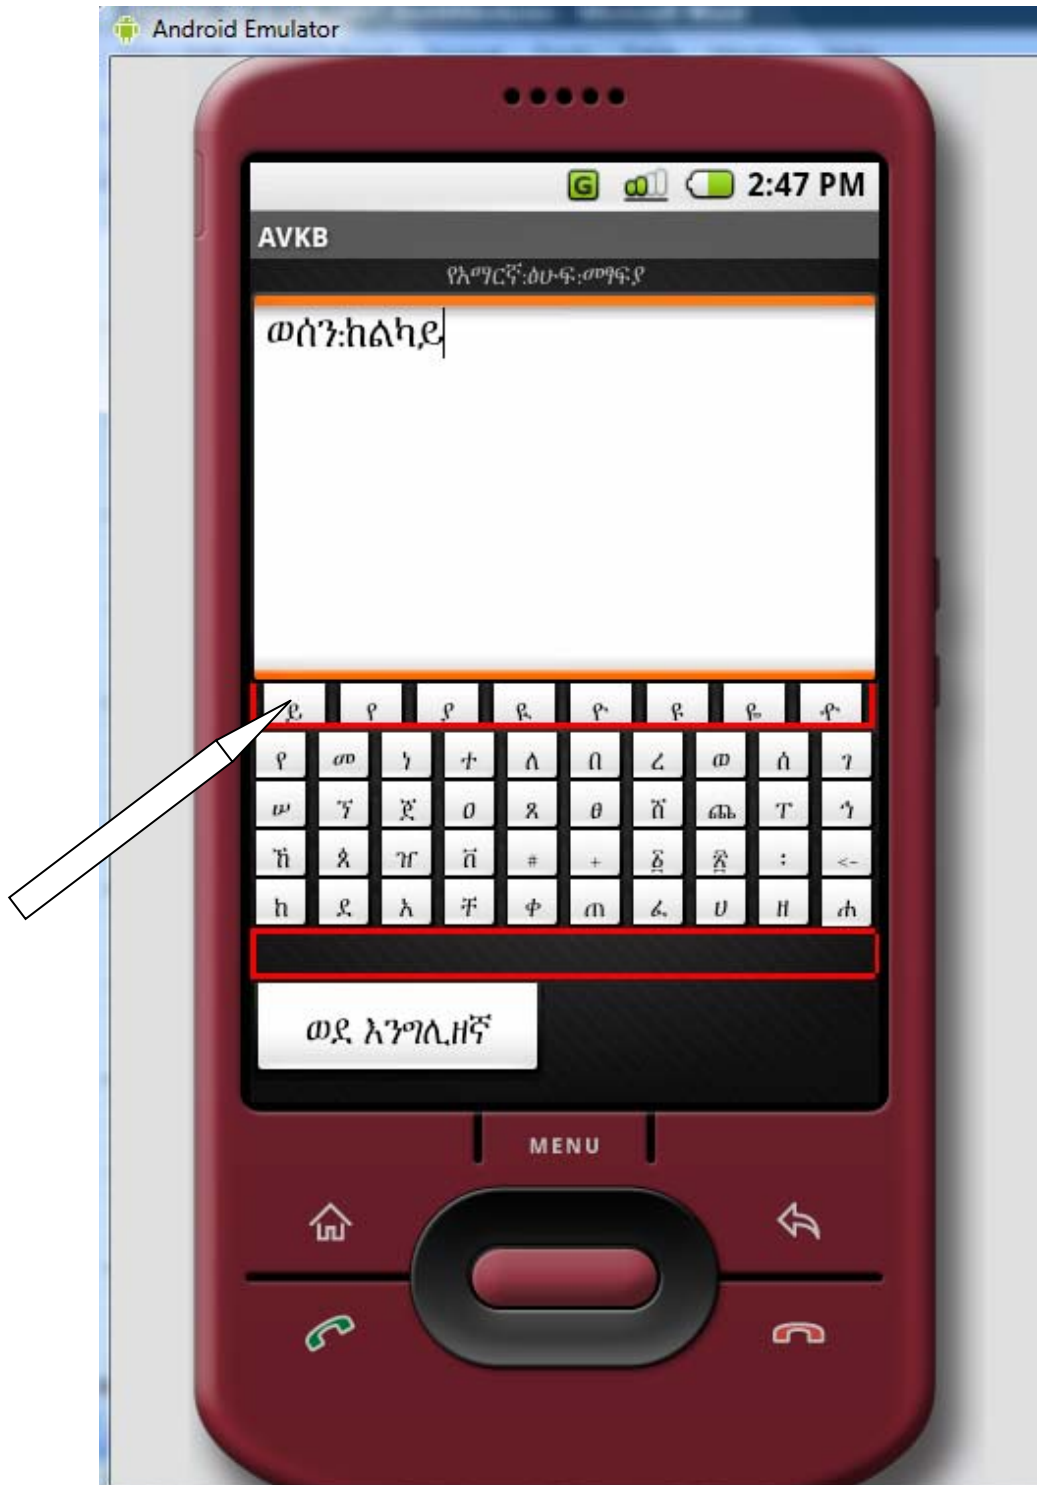 Android Emulator
2:47 PM
AVKB
የአማርኛ:ፅሁፍ:መፃፍያ
ወሰን:ከልካይ
ይ የ ያ ዪ ዮ ዩ ዬ ዯ
የ መ ነ ተ ለ በ ረ ወ ሰ ገ
ሠ ኘ ጀ ዐ ጸ ፀ ሸ ጨ ፐ ኀ
ኸ ጰ ዠ ሸ # + ፩ ፳ : <-
ከ ደ አ ቸ ቀ ጠ ፈ ሀ ዘ ሐ
ወደ እንግሊዘኛ
MENU